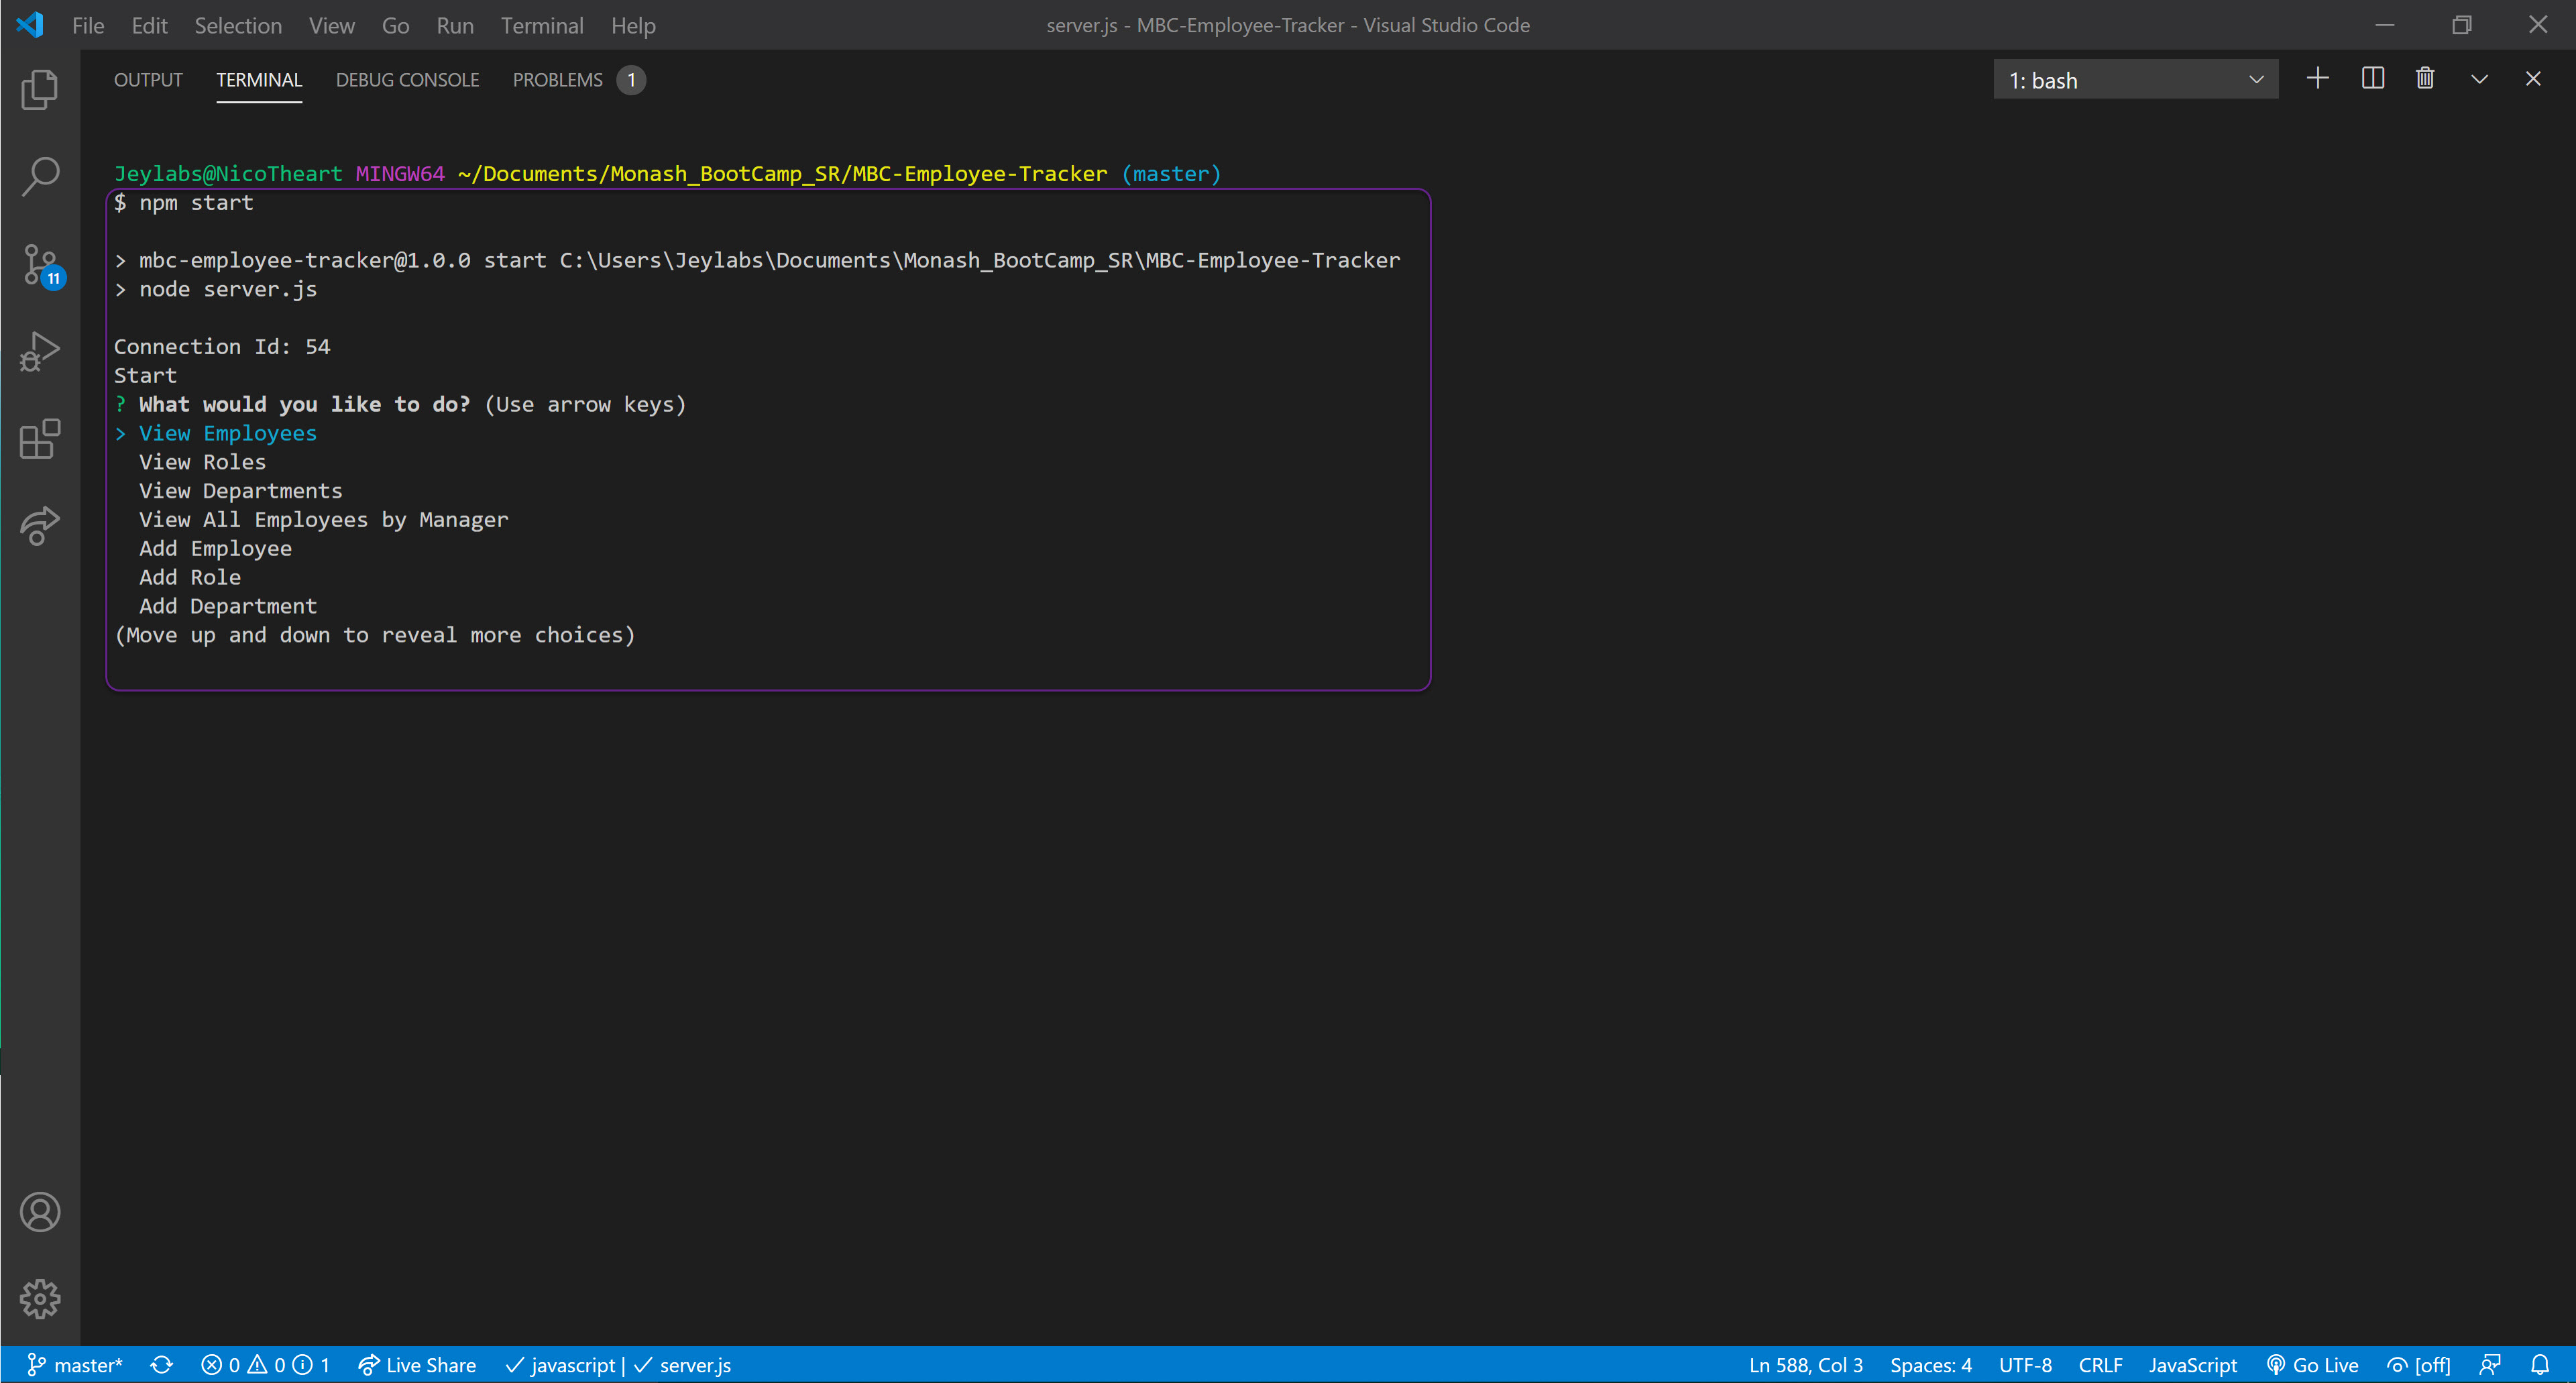 File Edit Selection View Go Run Terminal Help server.js - MBC-Employee-Tracker - Visual Studio Code
OUTPUT TERMINAL DEBUG CONSOLE PROBLEMS 1 1: bash
Jeylabs@NicoTheart MINGW64 ~/Documents/Monash_BootCamp_SR/MBC-Employee-Tracker (master)
$ npm start
> mbc-employee-tracker@1.0.0 start C:\Users\Jeylabs\Documents\Monash_BootCamp_SR\MBC-Employee-Tracker
> node server.js
11
Connection Id: 54
Start
? What would you like to do? (Use arrow keys)
> View Employees
View Roles
View Departments
View All Employees by Manager
Add Employee
Add Role
Add Department
(Move up and down to reveal more choices)
master* 0 0 1 Live Share javascript | server.js Ln 588, Col 3 Spaces: 4 UTF-8 CRLF JavaScript Go Live [off]